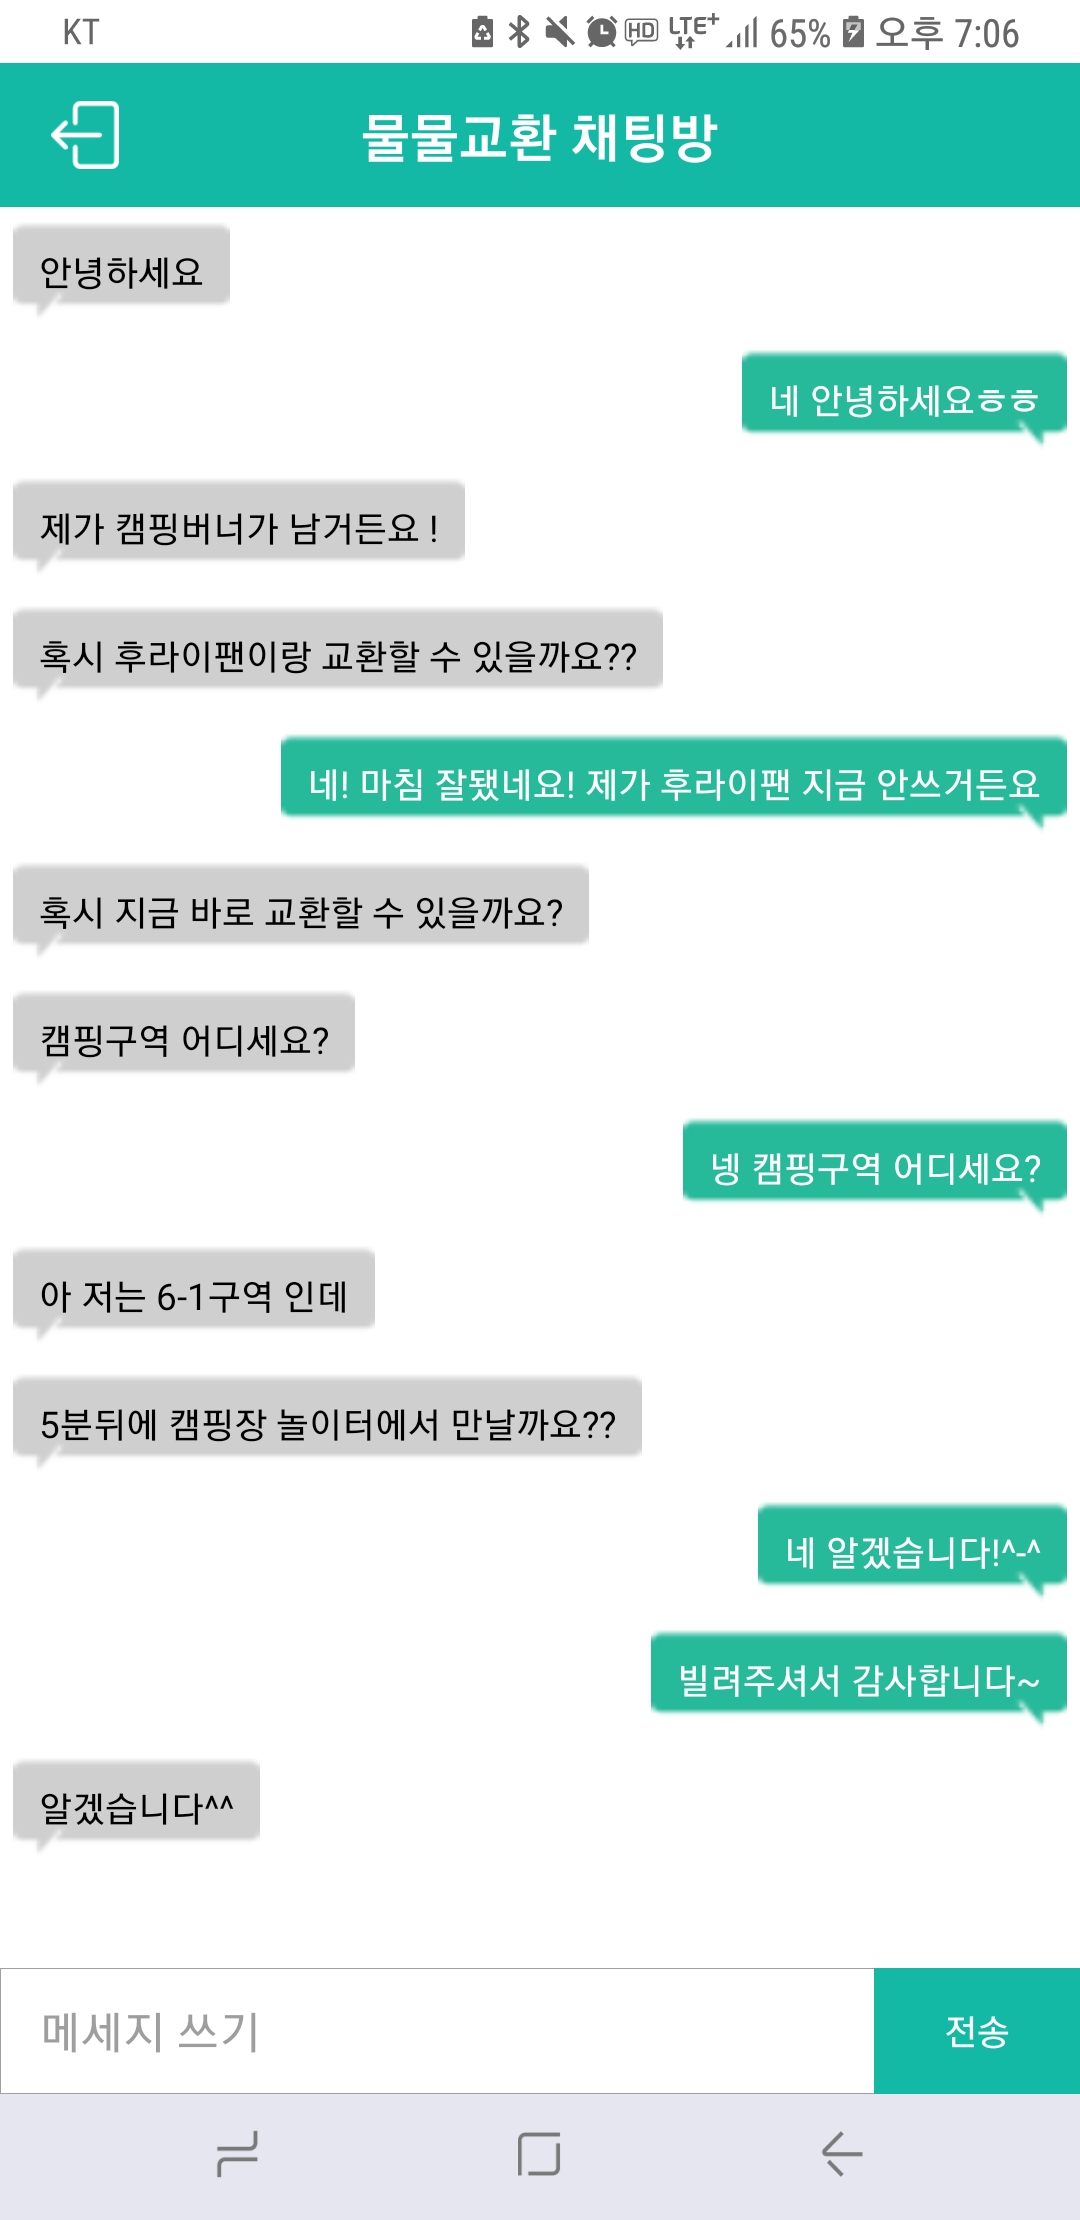 KT HD LTE+ 65% 오후 7:06
물물교환 채팅방
안녕하세요
네 안녕하세요ㅎㅎ
제가 캠핑버너가 남거든요 !
혹시 후라이팬이랑 교환할 수 있을까요??
네! 마침 잘됐네요! 제가 후라이팬 지금 안쓰거든요
혹시 지금 바로 교환할 수 있을까요?
캠핑구역 어디세요?
넹 캠핑구역 어디세요?
아 저는 6-1구역 인데
5분뒤에 캠핑장 놀이터에서 만날까요??
네 알겠습니다!^-^
빌려주셔서 감사합니다~
알겠습니다^^
메세지 쓰기
전송